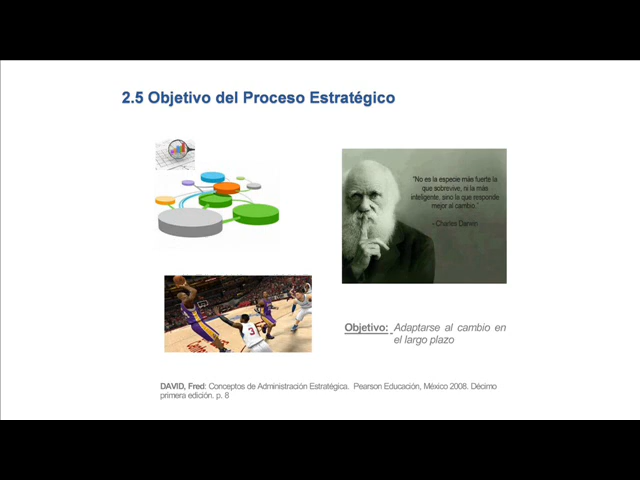 2.5 Objetivo del Proceso Estratégico
"No es la especie más fuerte la
que sobrevive, ni la más
inteligente, sino la que responde
mejor al cambio."
--Charles Darwin
3
Objetivo: Adaptarse al cambio en
el largo plazo
DAVID, Fred: Conceptos de Administración Estratégica. Pearson Educación, México 2008. Décimo
primera edición. p. 8